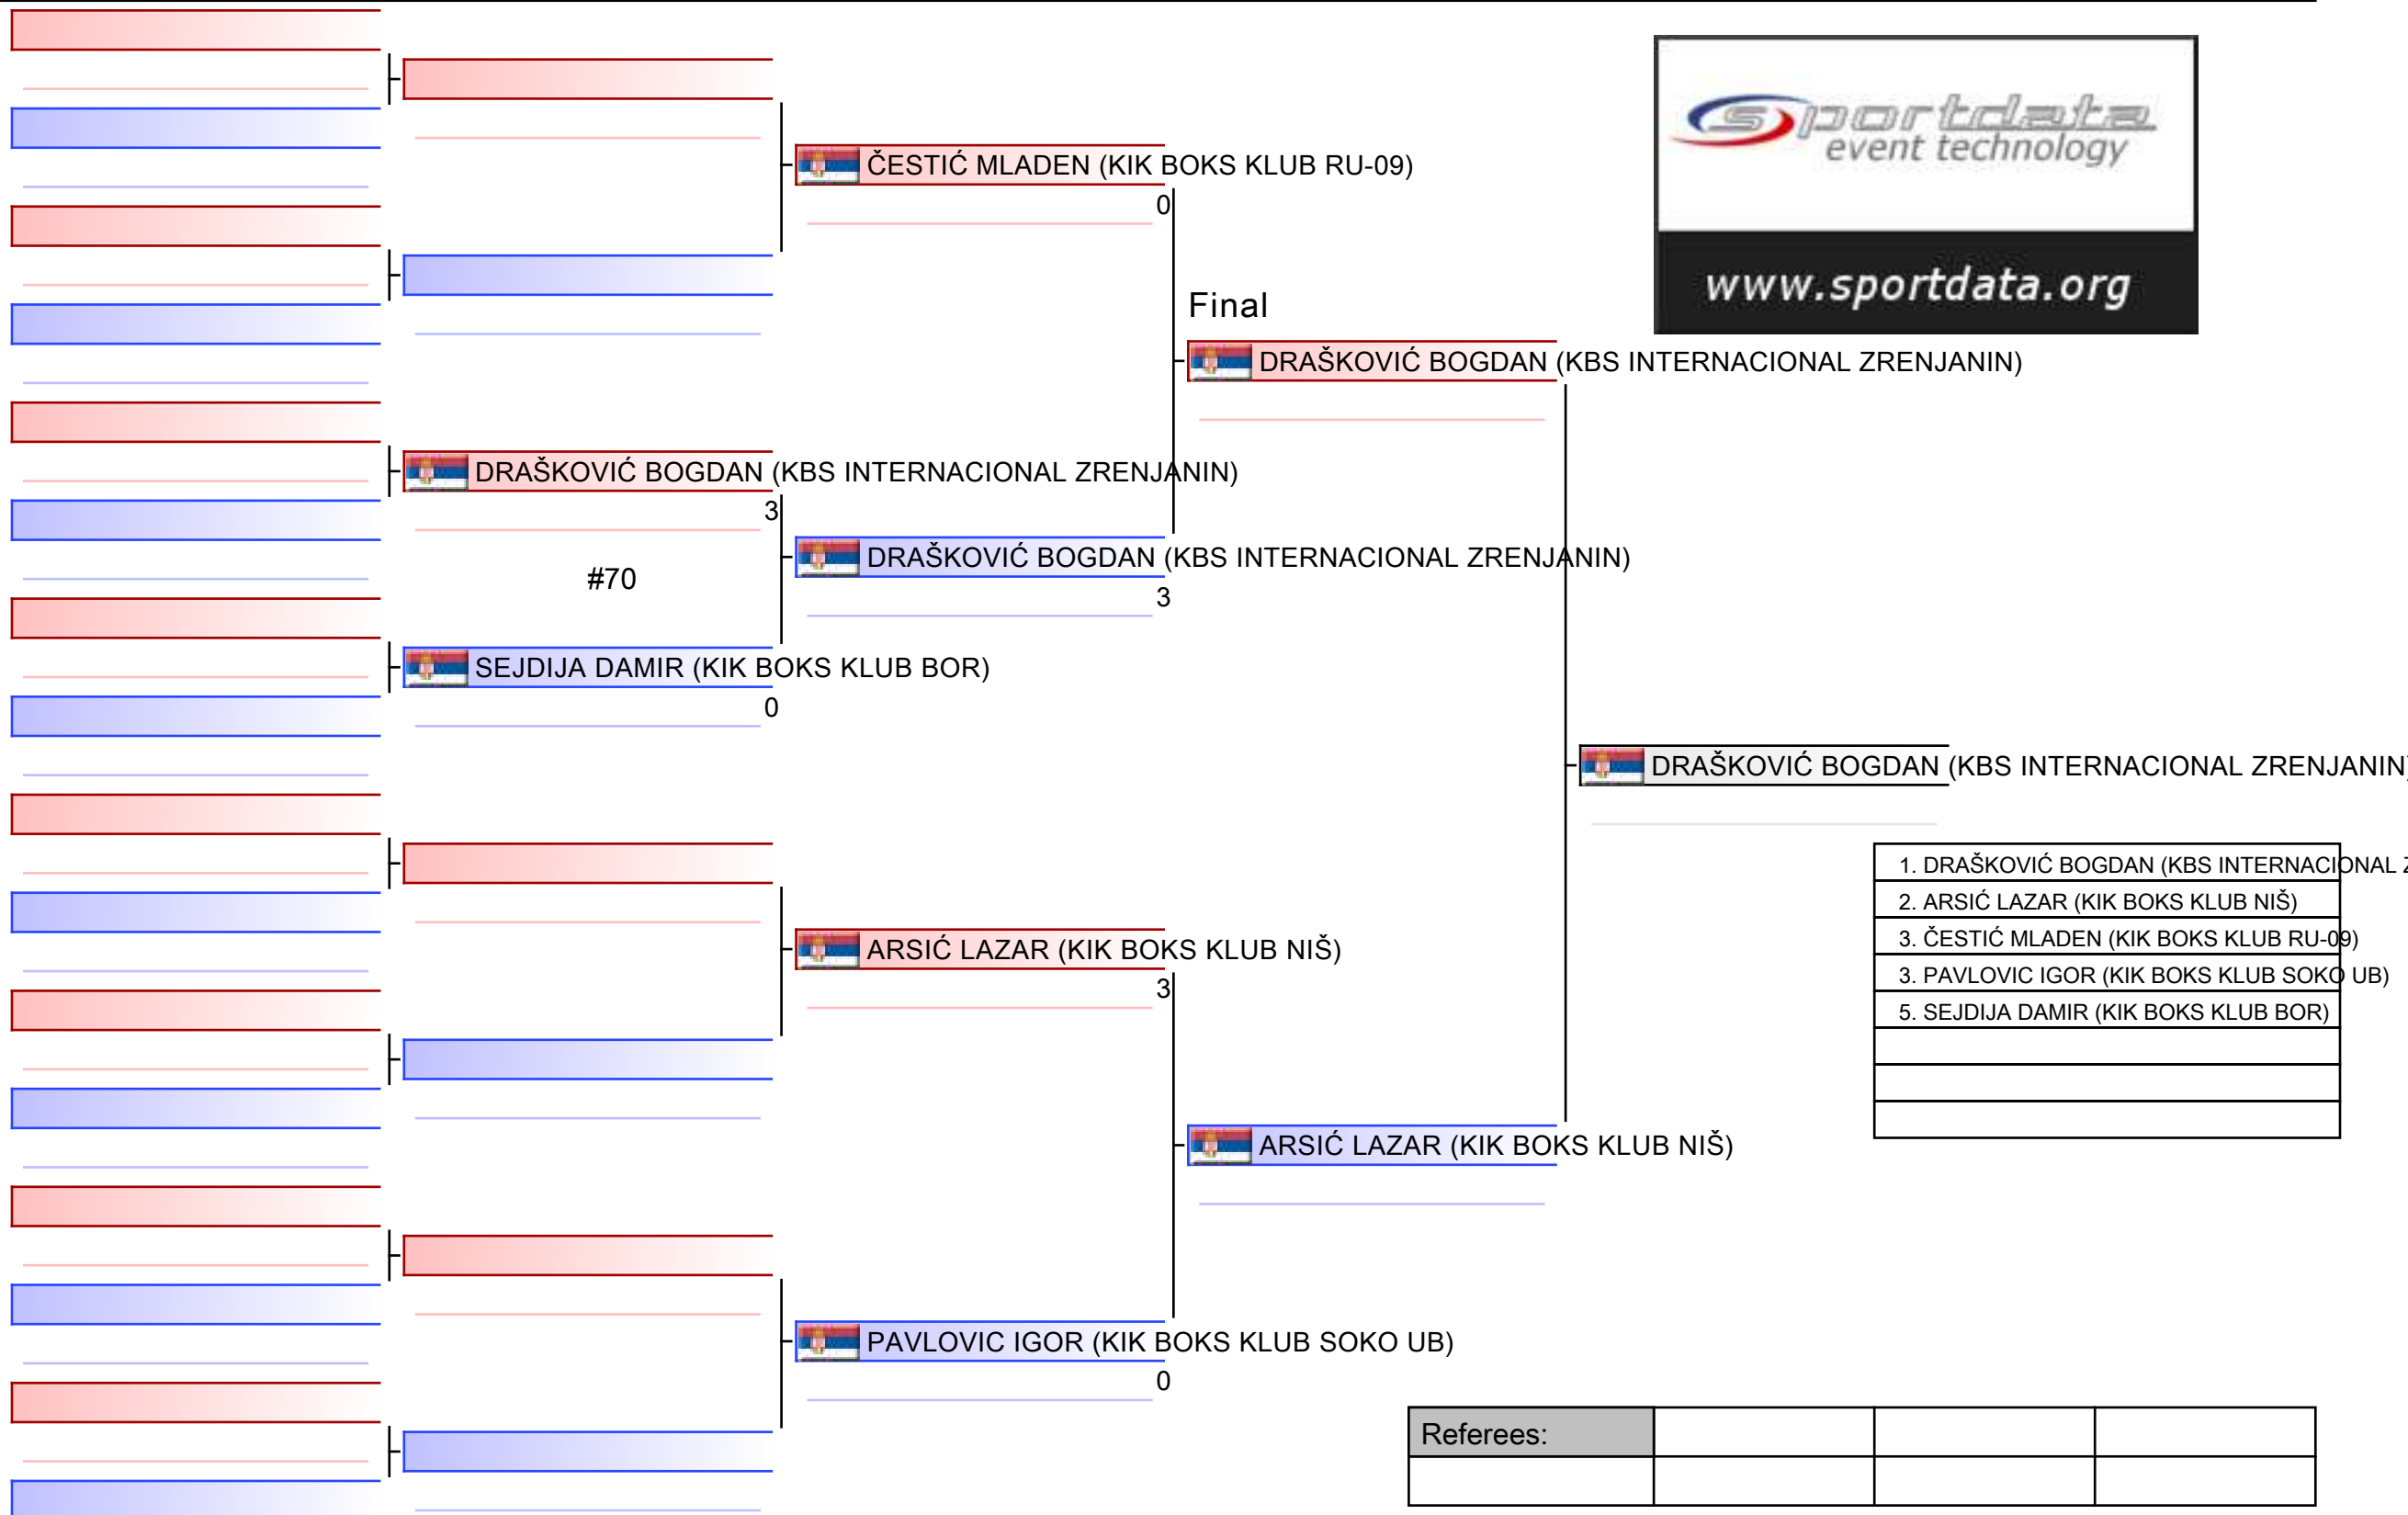 sportdata
event technology
www.sportdata.org
ČESTIĆ MLADEN (KIK BOKS KLUB RU-09)
0
Final
DRAŠKOVIĆ BOGDAN (KBS INTERNACIONAL ZRENJANIN)
DRAŠKOVIĆ BOGDAN (KBS INTERNACIONAL ZRENJANIN)
3
DRAŠKOVIĆ BOGDAN (KBS INTERNACIONAL ZRENJANIN)
#70
3
SEJDIJA DAMIR (KIK BOKS KLUB BOR)
0
DRAŠKOVIĆ BOGDAN (KBS INTERNACIONAL ZRENJANIN)
1. DRAŠKOVIĆ BOGDAN (KBS INTERNACIONAL Z
2. ARSIĆ LAZAR (KIK BOKS KLUB NIŠ)
3. ČESTIĆ MLADEN (KIK BOKS KLUB RU-09)
3. PAVLOVIC IGOR (KIK BOKS KLUB SOKO UB)
5. SEJDIJA DAMIR (KIK BOKS KLUB BOR)
ARSIĆ LAZAR (KIK BOKS KLUB NIŠ)
3
ARSIĆ LAZAR (KIK BOKS KLUB NIŠ)
PAVLOVIC IGOR (KIK BOKS KLUB SOKO UB)
0
Referees: